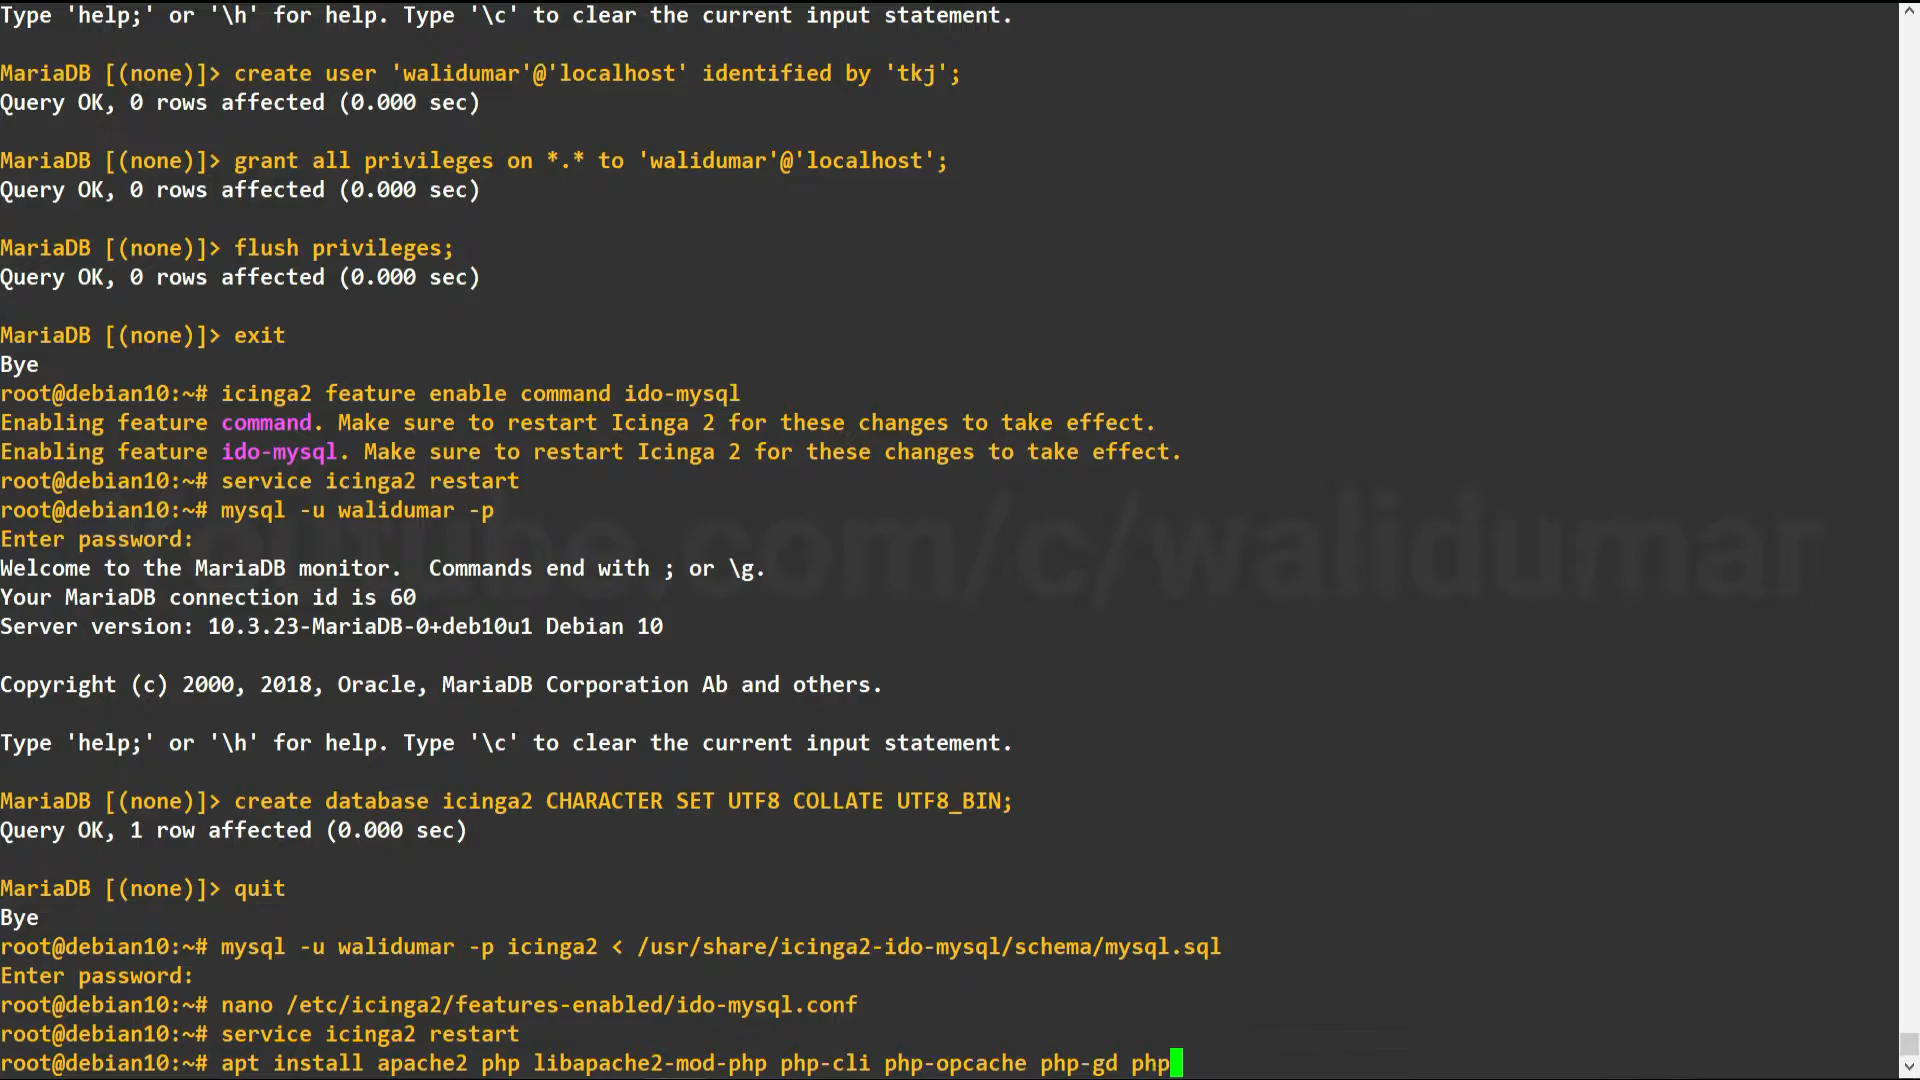 Type 'help;' or '\h' for help. Type '\c' to clear the current input statement.
MariaDB [(none)]> create user 'walidumar'@'localhost' identified by 'tkj';
Query OK, 0 rows affected (0.000 sec)
MariaDB [(none)]> grant all privileges on *.* to 'walidumar'@'localhost';
Query OK, 0 rows affected (0.000 sec)
MariaDB [(none)]> flush privileges;
Query OK, 0 rows affected (0.000 sec)
MariaDB [(none)]> exit
Bye
root@debian10:~# icinga2 feature enable command ido-mysql
Enabling feature command. Make sure to restart Icinga 2 for these changes to take effect.
Enabling feature ido-mysql. Make sure to restart Icinga 2 for these changes to take effect.
root@debian10:~# service icinga2 restart
root@debian10:~# mysql -u walidumar -p
Enter password:
youtube.com/c/walidumar
Welcome to the MariaDB monitor.  Commands end with ; or \g.
Your MariaDB connection id is 60
Server version: 10.3.23-MariaDB-0+deb10u1 Debian 10
Copyright (c) 2000, 2018, Oracle, MariaDB Corporation Ab and others.
Type 'help;' or '\h' for help. Type '\c' to clear the current input statement.
MariaDB [(none)]> create database icinga2 CHARACTER SET UTF8 COLLATE UTF8_BIN;
Query OK, 1 row affected (0.000 sec)
MariaDB [(none)]> quit
Bye
root@debian10:~# mysql -u walidumar -p icinga2 < /usr/share/icinga2-ido-mysql/schema/mysql.sql
Enter password:
root@debian10:~# nano /etc/icinga2/features-enabled/ido-mysql.conf
root@debian10:~# service icinga2 restart
root@debian10:~# apt install apache2 php libapache2-mod-php php-cli php-opcache php-gd php